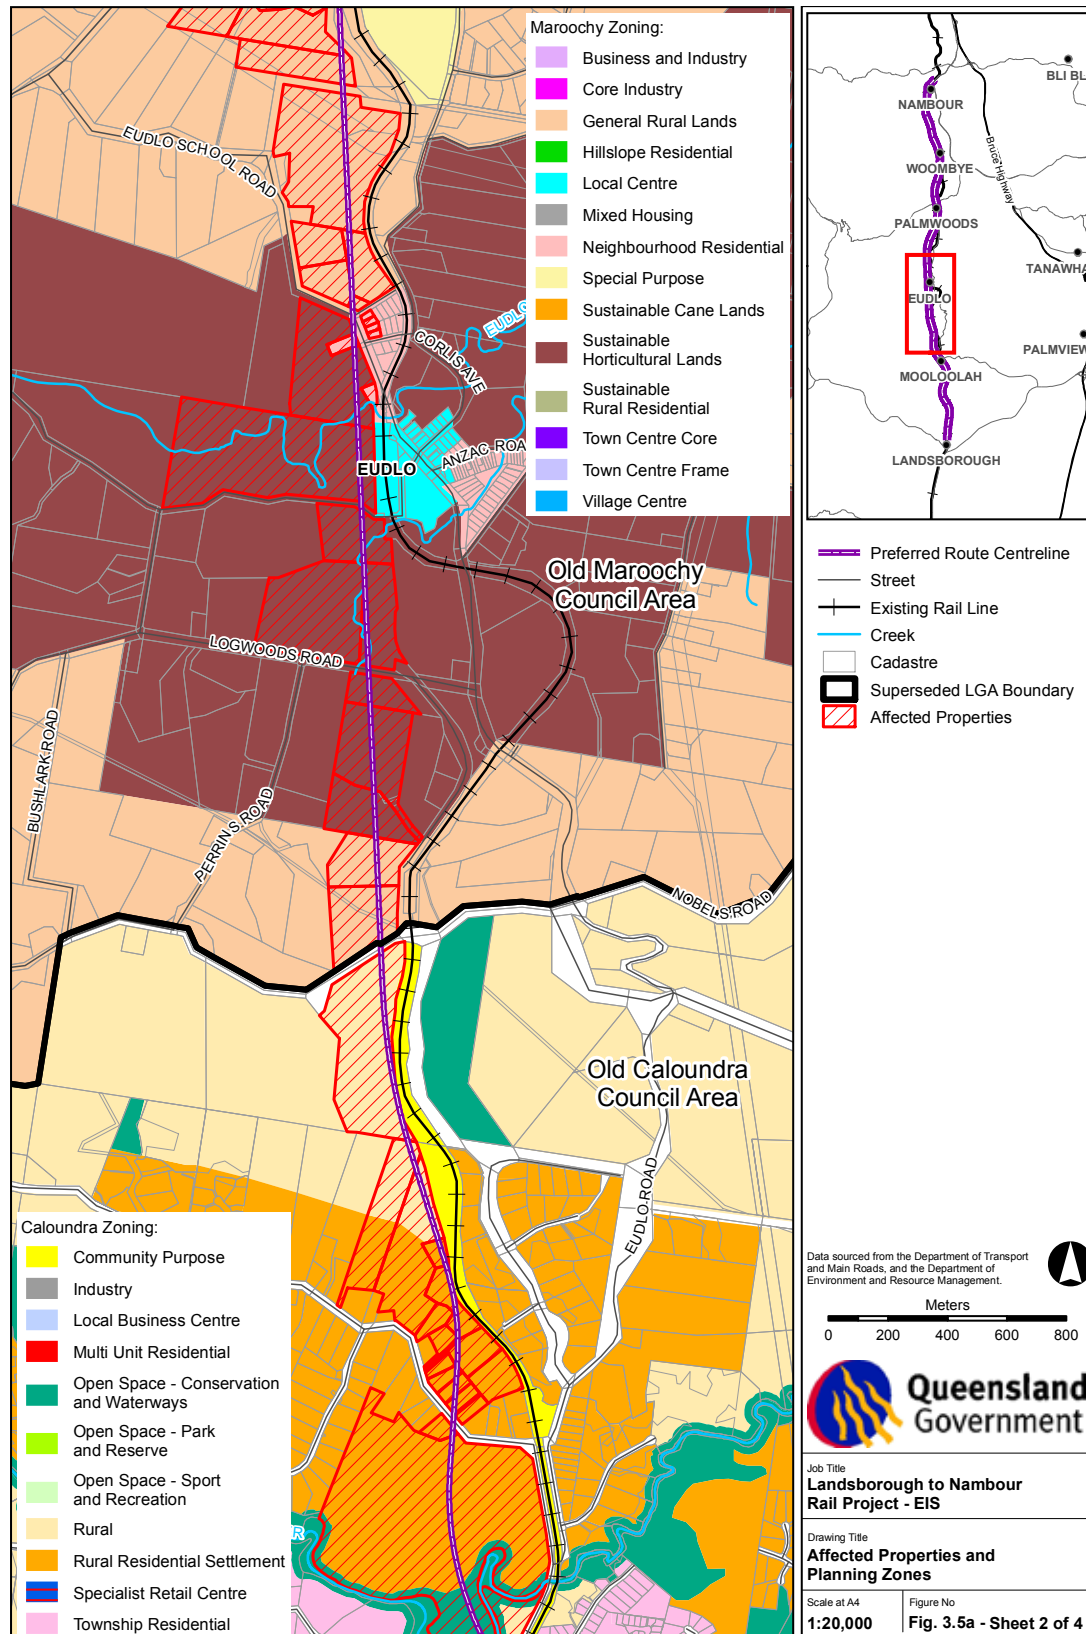 Maroochy Zoning:
Business and Industry
Core Industry
General Rural Lands
Hillslope Residential
Local Centre
Mixed Housing
Neighbourhood Residential
Special Purpose
Sustainable Cane Lands
Sustainable
Horticultural Lands
Sustainable
Rural Residential
Town Centre Core
Town Centre Frame
Village Centre
EUDLO SCHOOL ROAD
EUDLO
CORLIS AVE
ANZAC ROA
EUDLO
Old Maroochy
Council Area
LOGWOODS ROAD
BUSHLARK ROAD
PERRINS ROAD
NOBELS ROAD
Old Caloundra
Council Area
EUDLO ROAD
Caloundra Zoning:
Community Purpose
Industry
Local Business Centre
Multi Unit Residential
Open Space - Conservation
and Waterways
Open Space - Park
and Reserve
Open Space - Sport
and Recreation
Rural
Rural Residential Settlement
Specialist Retail Centre
Township Residential
ER
BLI BL
NAMBOUR
Bruce Highway
WOOMBYE
PALMWOODS
TANAWHA
EUDLO
PALMVIEW
MOOLOOLAH
LANDSBOROUGH
Preferred Route Centreline
Street
Existing Rail Line
Creek
Cadastre
Superseded LGA Boundary
Affected Properties
Data sourced from the Department of Transport
and Main Roads, and the Department of
Environment and Resource Management.
Meters
0 200 400 600 800
Queensland
Government
Job Title
Landsborough to Nambour
Rail Project - EIS
Drawing Title
Affected Properties and
Planning Zones
Scale at A4
1:20,000
Figure No
Fig. 3.5a - Sheet 2 of 4